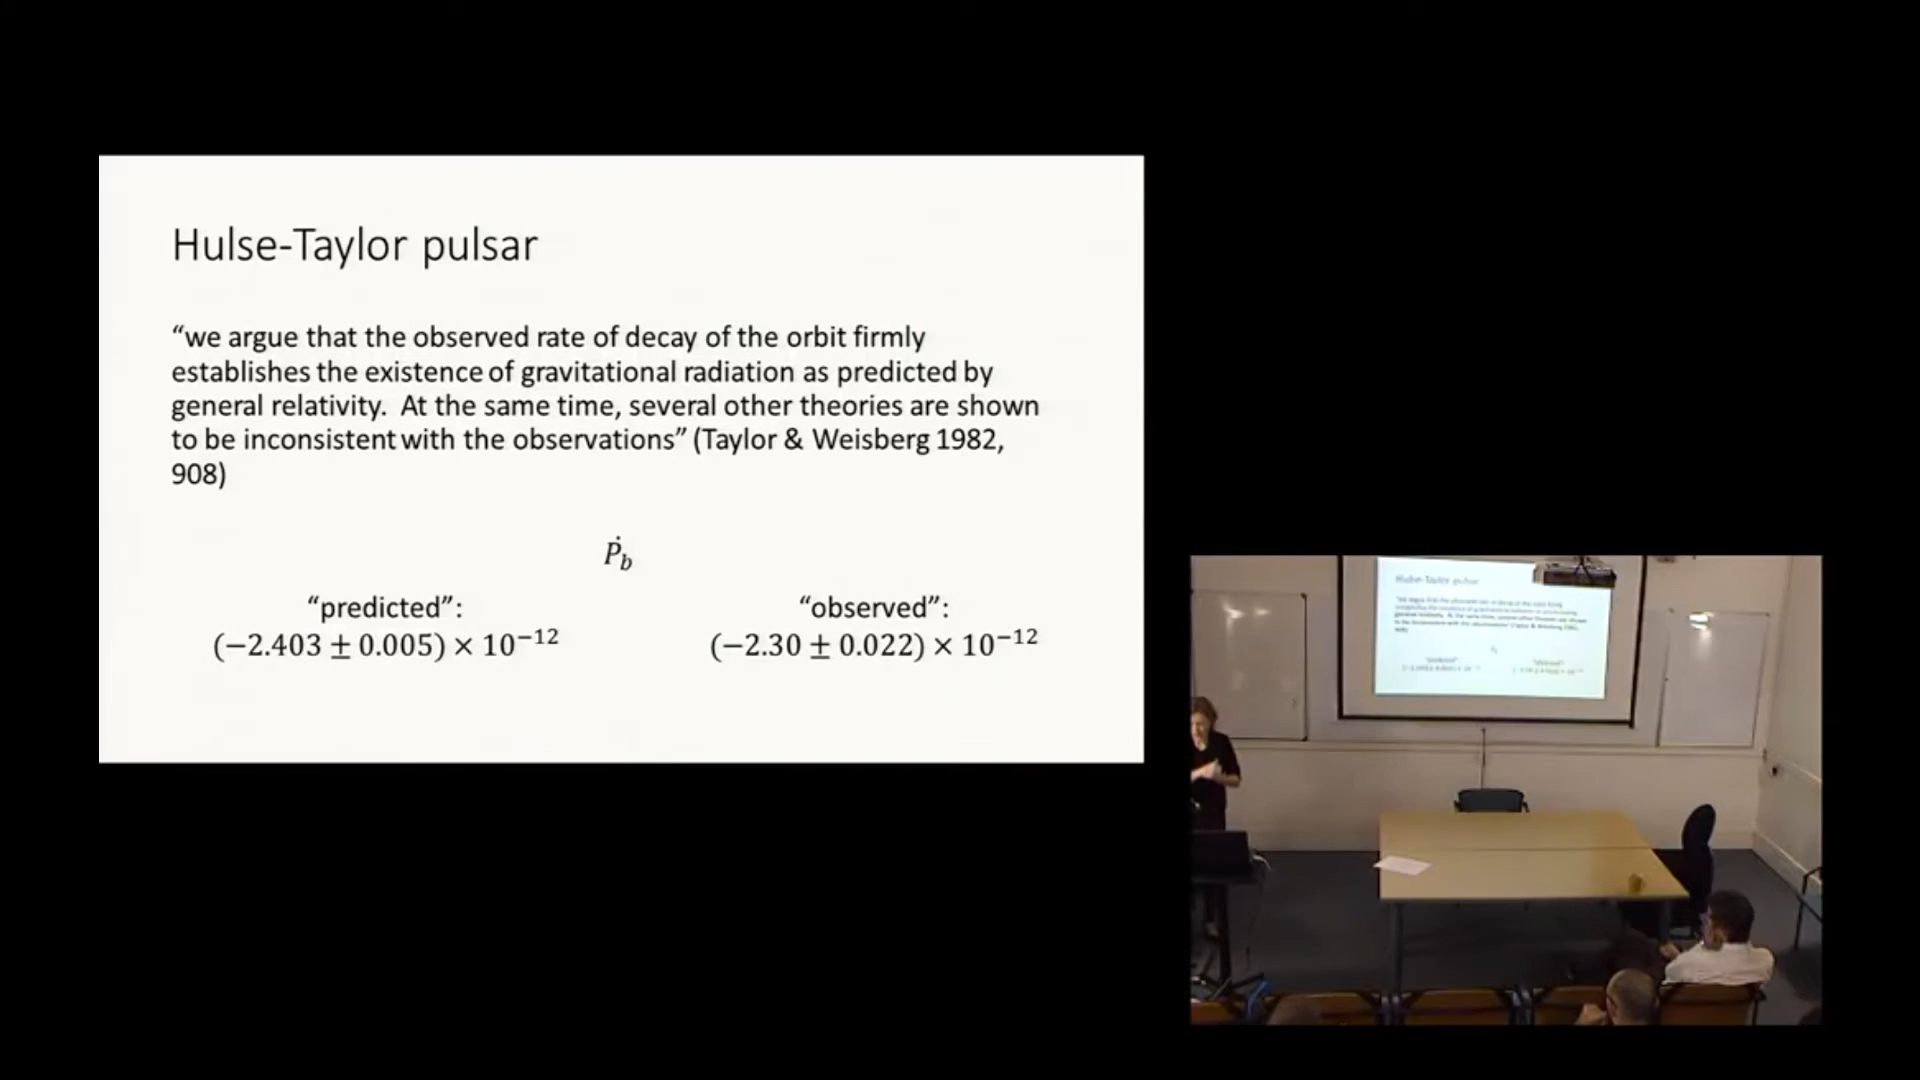 Hulse-Taylor pulsar
“we argue that the observed rate of decay of the orbit firmly
establishes the existence of gravitational radiation as predicted by
general relativity.  At the same time, several other theories are shown
to be inconsistent with the observations” (Taylor & Weisberg 1982,
908)
Ṗ_b
“predicted”:
(−2.403 ± 0.005) × 10⁻¹²
“observed”:
(−2.30 ± 0.022) × 10⁻¹²
Hulse-Taylor pulsar